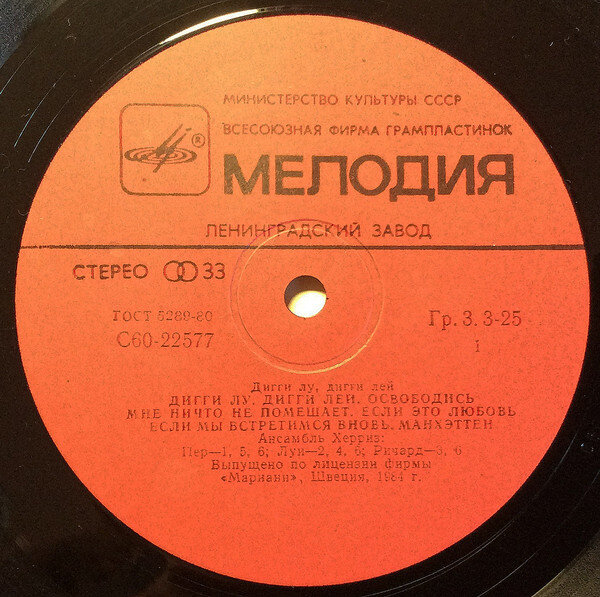 МИНИСТЕРСТВО КУЛЬТУРЫ СССР
ВСЕСОЮЗНАЯ ФИРМА ГРАМПЛАСТИНОК
®
МЕЛОДИЯ
ЛЕНИНГРАДСКИЙ ЗАВОД
СТЕРЕО 33
ГОСТ 5289-80
Гр. 3. 3-25
С60-22577
1
Дигги лу, дигги лей
ДИГГИ ЛУ, ДИГГИ ЛЕЙ. ОСВОБОДИСЬ
МНЕ НИЧТО НЕ ПОМЕШАЕТ. ЕСЛИ ЭТО ЛЮБОВЬ
ЕСЛИ МЫ ВСТРЕТИМСЯ ВНОВЬ. МАНХЭТТЕН
Ансамбль Херриз:
Пер—1, 5, 6; Луи—2, 4, 6; Ричард—3, 6
Выпущено по лицензии фирмы
«Мариани», Швеция, 1984 г.